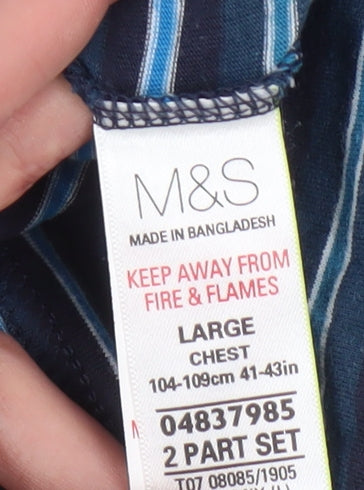 M&S
MADE IN BANGLADESH
KEEP AWAY FROM
FIRE & FLAMES
LARGE
CHEST
104-109cm 41-43in
04837985
2 PART SET
T07 08085/1905